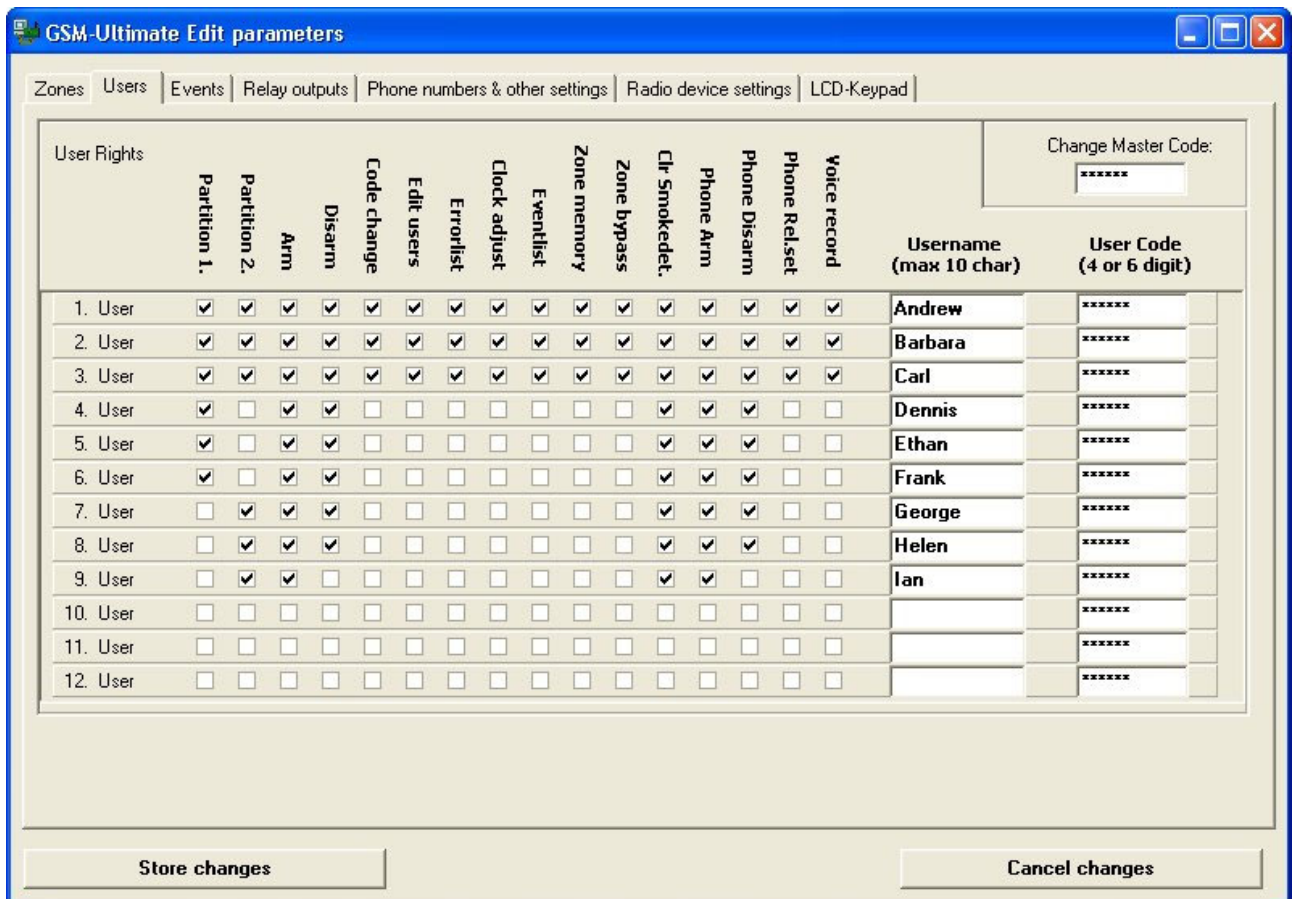 GSM-Ultimate Edit parameters
Zones Users Events Relay outputs Phone numbers & other settings Radio device settings LCD-Keypad
User Rights
Partition 1.
Partition 2.
Arm
Disarm
Code change
Edit users
Errorlist
Clock adjust
Eventlist
Zone memory
Zone bypass
Clr Smokedet.
Phone Arm
Phone Disarm
Phone Rel.set
Voice record
Change Master Code:
******
Username
(max 10 char)
User Code
(4 or 6 digit)
1. User Andrew ******
2. User Barbara ******
3. User Carl ******
4. User Dennis ******
5. User Ethan ******
6. User Frank ******
7. User George ******
8. User Helen ******
9. User Ian ******
10. User ******
11. User ******
12. User ******
Store changes Cancel changes